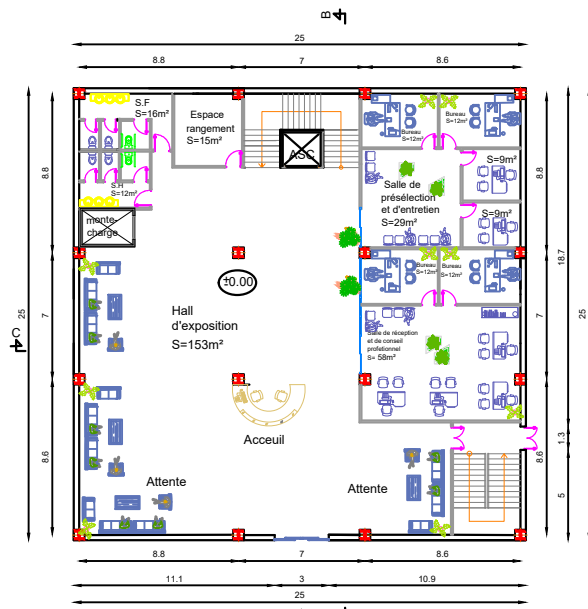 B
25
8.8
7
8.6
S.F
S=16m²
Espace
rangement
S=15m²
ASC
Bureau
S=12m²
Bureau
S=12m²
S=9m²
S=9m²
Salle de
présélection
et d'entretien
S=29m²
S.H
S=12m²
monte-
charge
±0.00
Bureau
S=12m²
Bureau
S=12m²
Hall
d'exposition
S=153m²
Salle de réception
et de conseil
profetionnel
S= 58m²
Acceuil
Attente
Attente
C
25
8.8
7
8.6
8.8
7
8.6
18.7
1.3
5
25
8.8
7
8.6
11.1
3
10.9
25